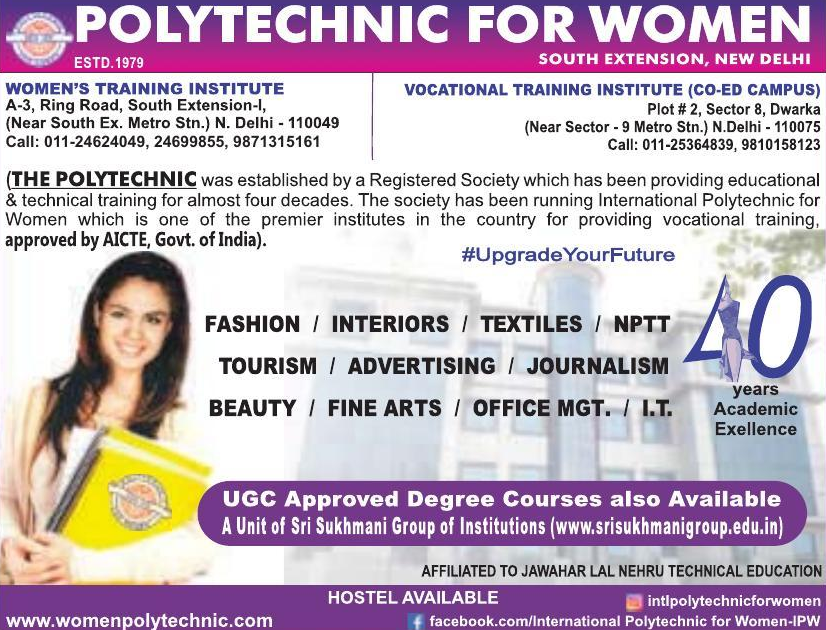 POLYTECHNIC FOR WOMEN
ESTD.1979
SOUTH EXTENSION, NEW DELHI
WOMEN'S TRAINING INSTITUTE
A-3, Ring Road, South Extension-I,
(Near South Ex. Metro Stn.) N. Delhi - 110049
Call: 011-24624049, 24699855, 9871315161
VOCATIONAL TRAINING INSTITUTE (CO-ED CAMPUS)
Plot # 2, Sector 8, Dwarka
(Near Sector - 9 Metro Stn.) N.Delhi - 110075
Call: 011-25364839, 9810158123
(THE POLYTECHNIC was established by a Registered Society which has been providing educational
& technical training for almost four decades. The society has been running International Polytechnic for
Women which is one of the premier institutes in the country for providing vocational training,
approved by AICTE, Govt. of India).
#UpgradeYourFuture
FASHION / INTERIORS / TEXTILES / NPTT
TOURISM / ADVERTISING / JOURNALISM
BEAUTY / FINE ARTS / OFFICE MGT. / I.T.
40
years
Academic
Exellence
UGC Approved Degree Courses also Available
A Unit of Sri Sukhmani Group of Institutions (www.srisukhmanigroup.edu.in)
AFFILIATED TO JAWAHAR LAL NEHRU TECHNICAL EDUCATION
HOSTEL AVAILABLE
www.womenpolytechnic.com
intlpolytechnicforwomen
facebook.com/International Polytechnic for Women-IPW